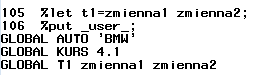 105  %let t1=zmienna1 zmienna2;
106  %put _user_;
GLOBAL AUTO 'BMW'
GLOBAL KURS 4.1
GLOBAL T1 zmienna1 zmienna2